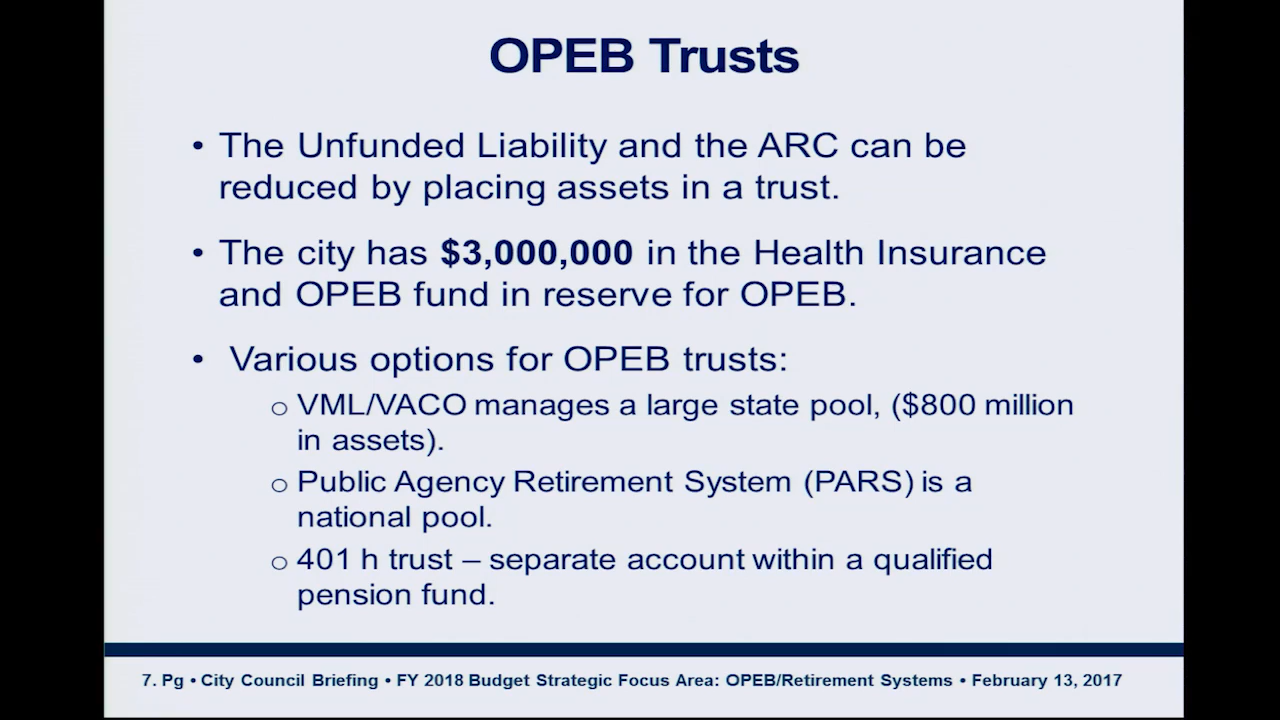 OPEB Trusts
• The Unfunded Liability and the ARC can be
reduced by placing assets in a trust.
• The city has $3,000,000 in the Health Insurance
and OPEB fund in reserve for OPEB.
• Various options for OPEB trusts:
o VML/VACO manages a large state pool, ($800 million
in assets).
o Public Agency Retirement System (PARS) is a
national pool.
o 401 h trust – separate account within a qualified
pension fund.
7. Pg • City Council Briefing • FY 2018 Budget Strategic Focus Area: OPEB/Retirement Systems • February 13, 2017